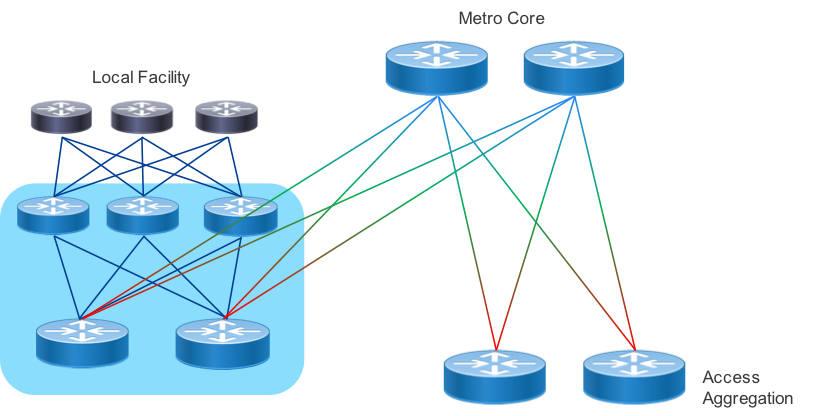 Metro Core
Local Facility
Access
Aggregation